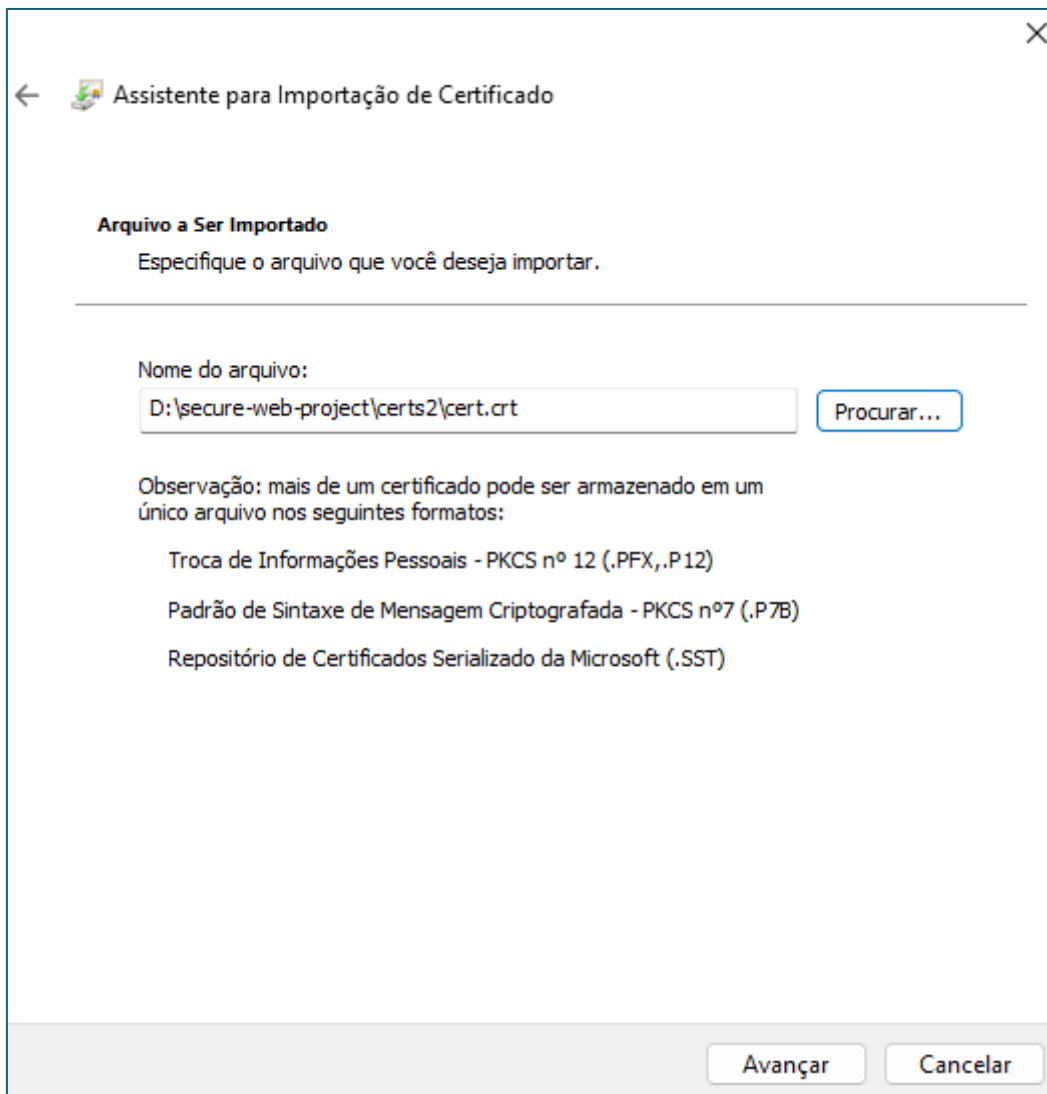 Assistente para Importação de Certificado
Arquivo a Ser Importado
Especifique o arquivo que você deseja importar.
Nome do arquivo:
D:\secure-web-project\certs2\cert.crt
Procurar...
Observação: mais de um certificado pode ser armazenado em um
único arquivo nos seguintes formatos:
Troca de Informações Pessoais - PKCS nº 12 (.PFX,.P12)
Padrão de Sintaxe de Mensagem Criptografada - PKCS nº7 (.P7B)
Repositório de Certificados Serializado da Microsoft (.SST)
Avançar
Cancelar